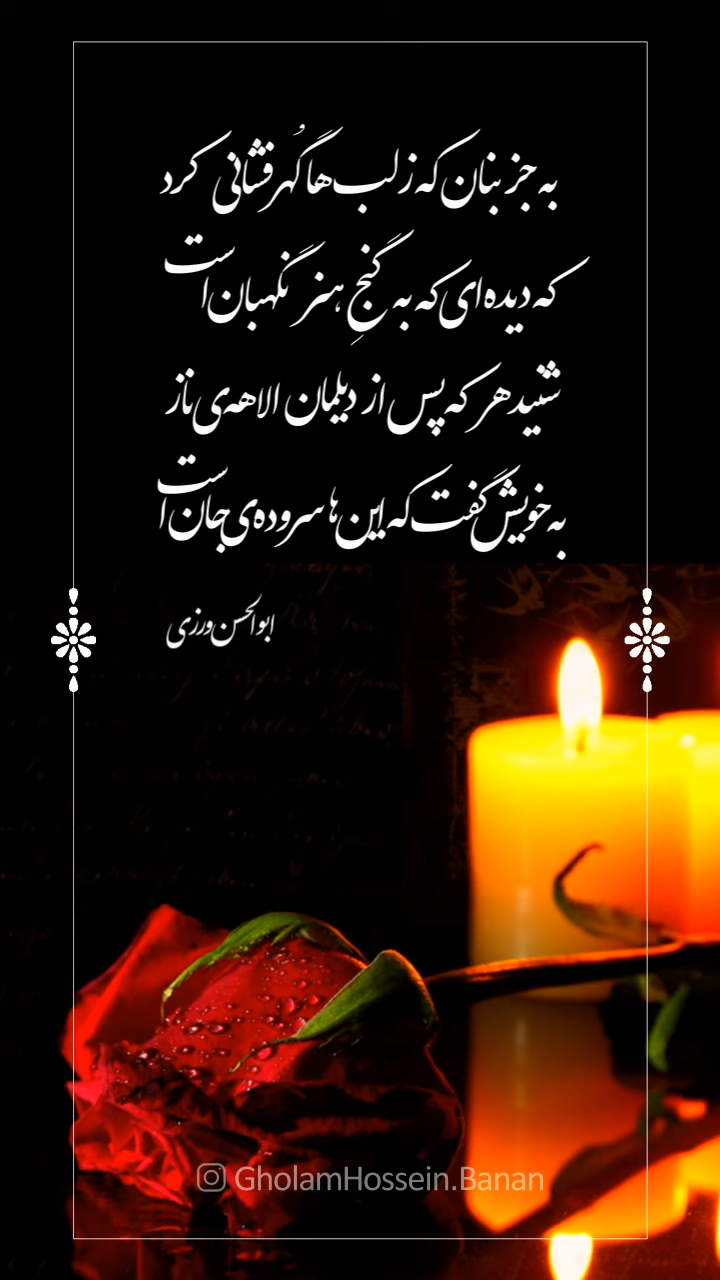 به جز بنان که ز لب‌ها گُهرفشانی کرد
که دیده‌ای که به گنجِ هنر نگهبان است
شنید هر که پس از دیلمان الاهه‌ی ناز
به خویش گفت که این‌ها سروده‌ی جان است
ابوالحسن ورزی
GholamHossein.Banan